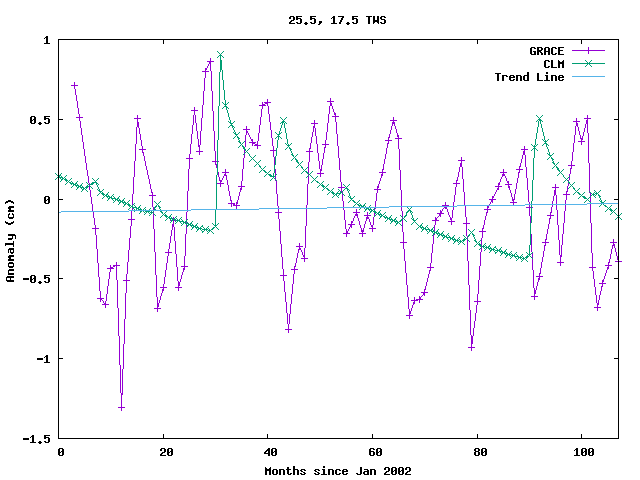 25.5, 17.5 TWS
GRACE
CLM
Trend Line
1
0.5
0
-0.5
-1
-1.5
Anomaly (cm)
0 20 40 60 80 100
Months since Jan 2002